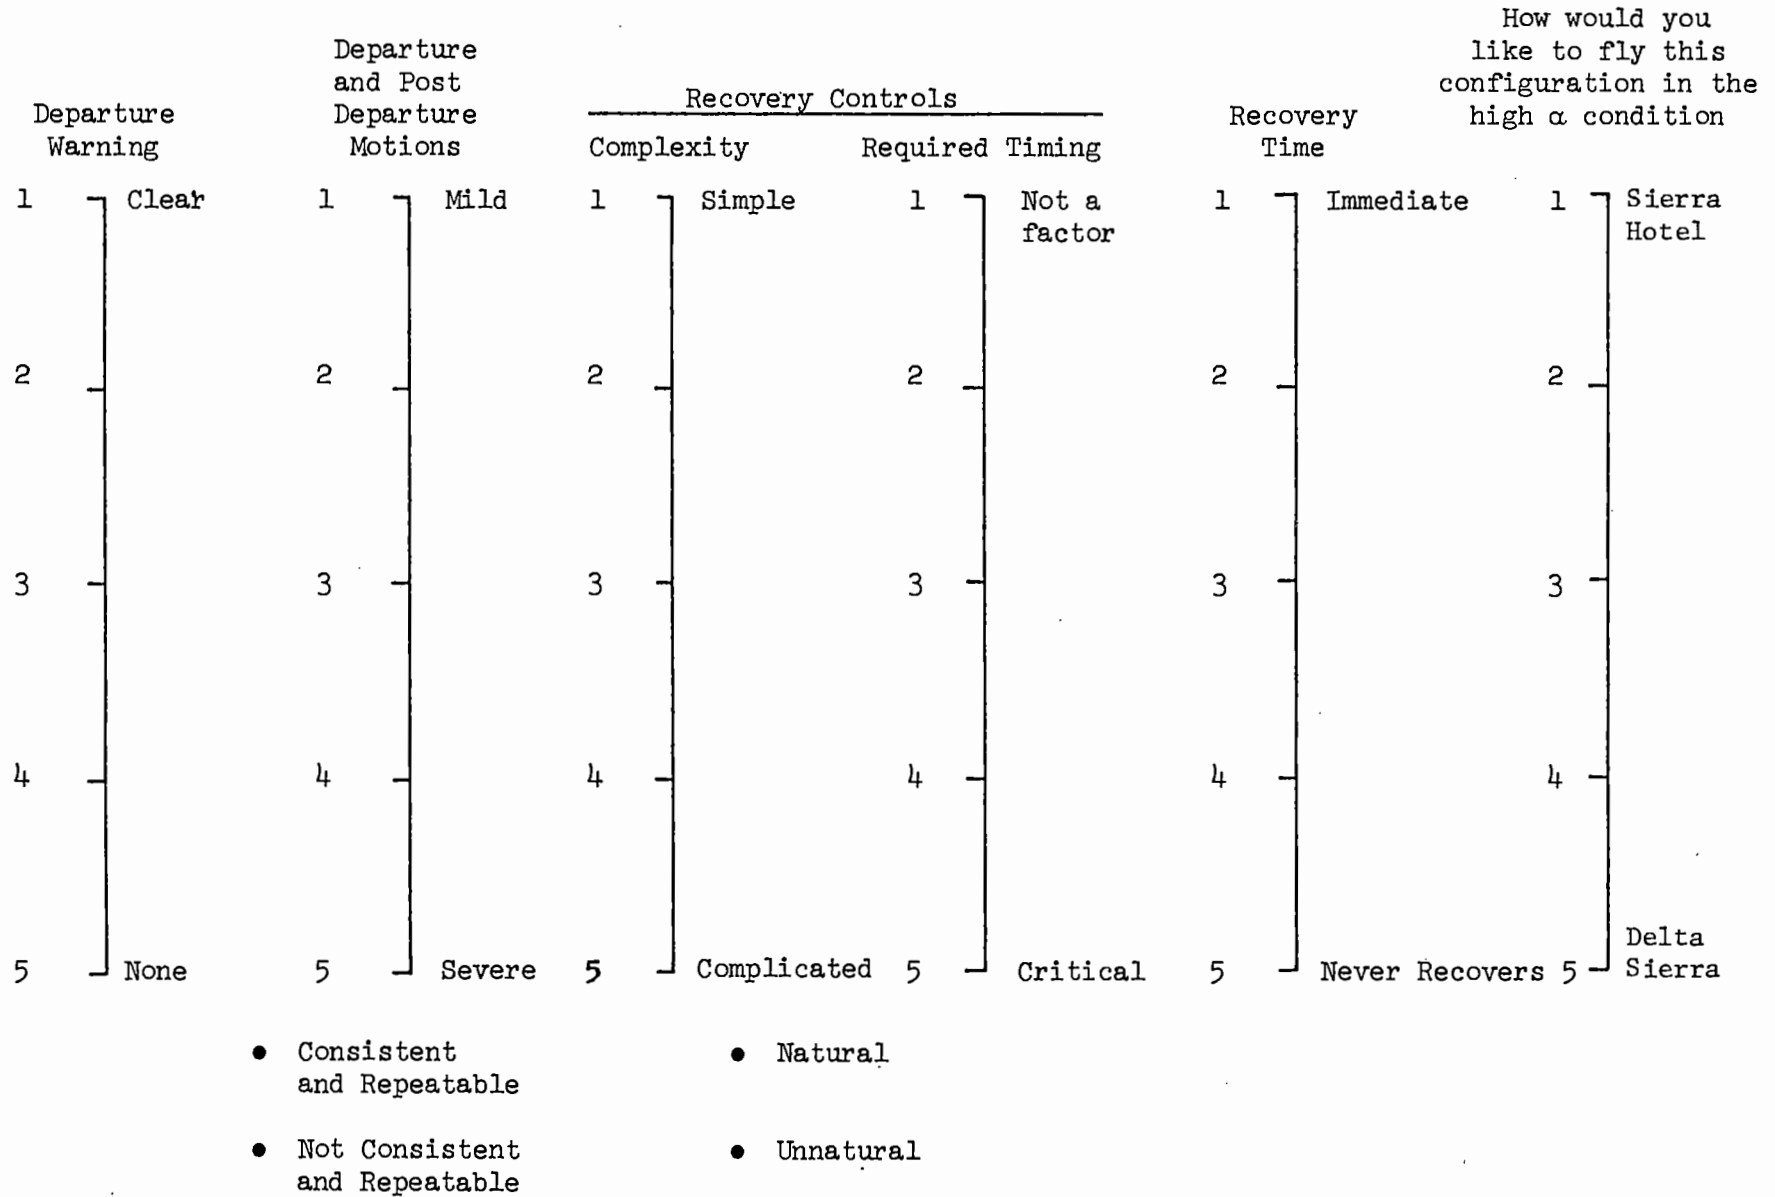 Departure
Warning
1 Clear
2
3
4
5 None
Departure
and Post
Departure
Motions
1 Mild
2
3
4
5 Severe
• Consistent
and Repeatable
• Not Consistent
and Repeatable
Recovery Controls
Complexity
1 Simple
2
3
4
5 Complicated
Required Timing
1 Not a
factor
2
3
4
5 Critical
• Natural
• Unnatural
Recovery
Time
1 Immediate
2
3
4
5 Never Recovers
How would you
like to fly this
configuration in the
high α condition
1 Sierra
Hotel
2
3
4
Delta
5 Sierra